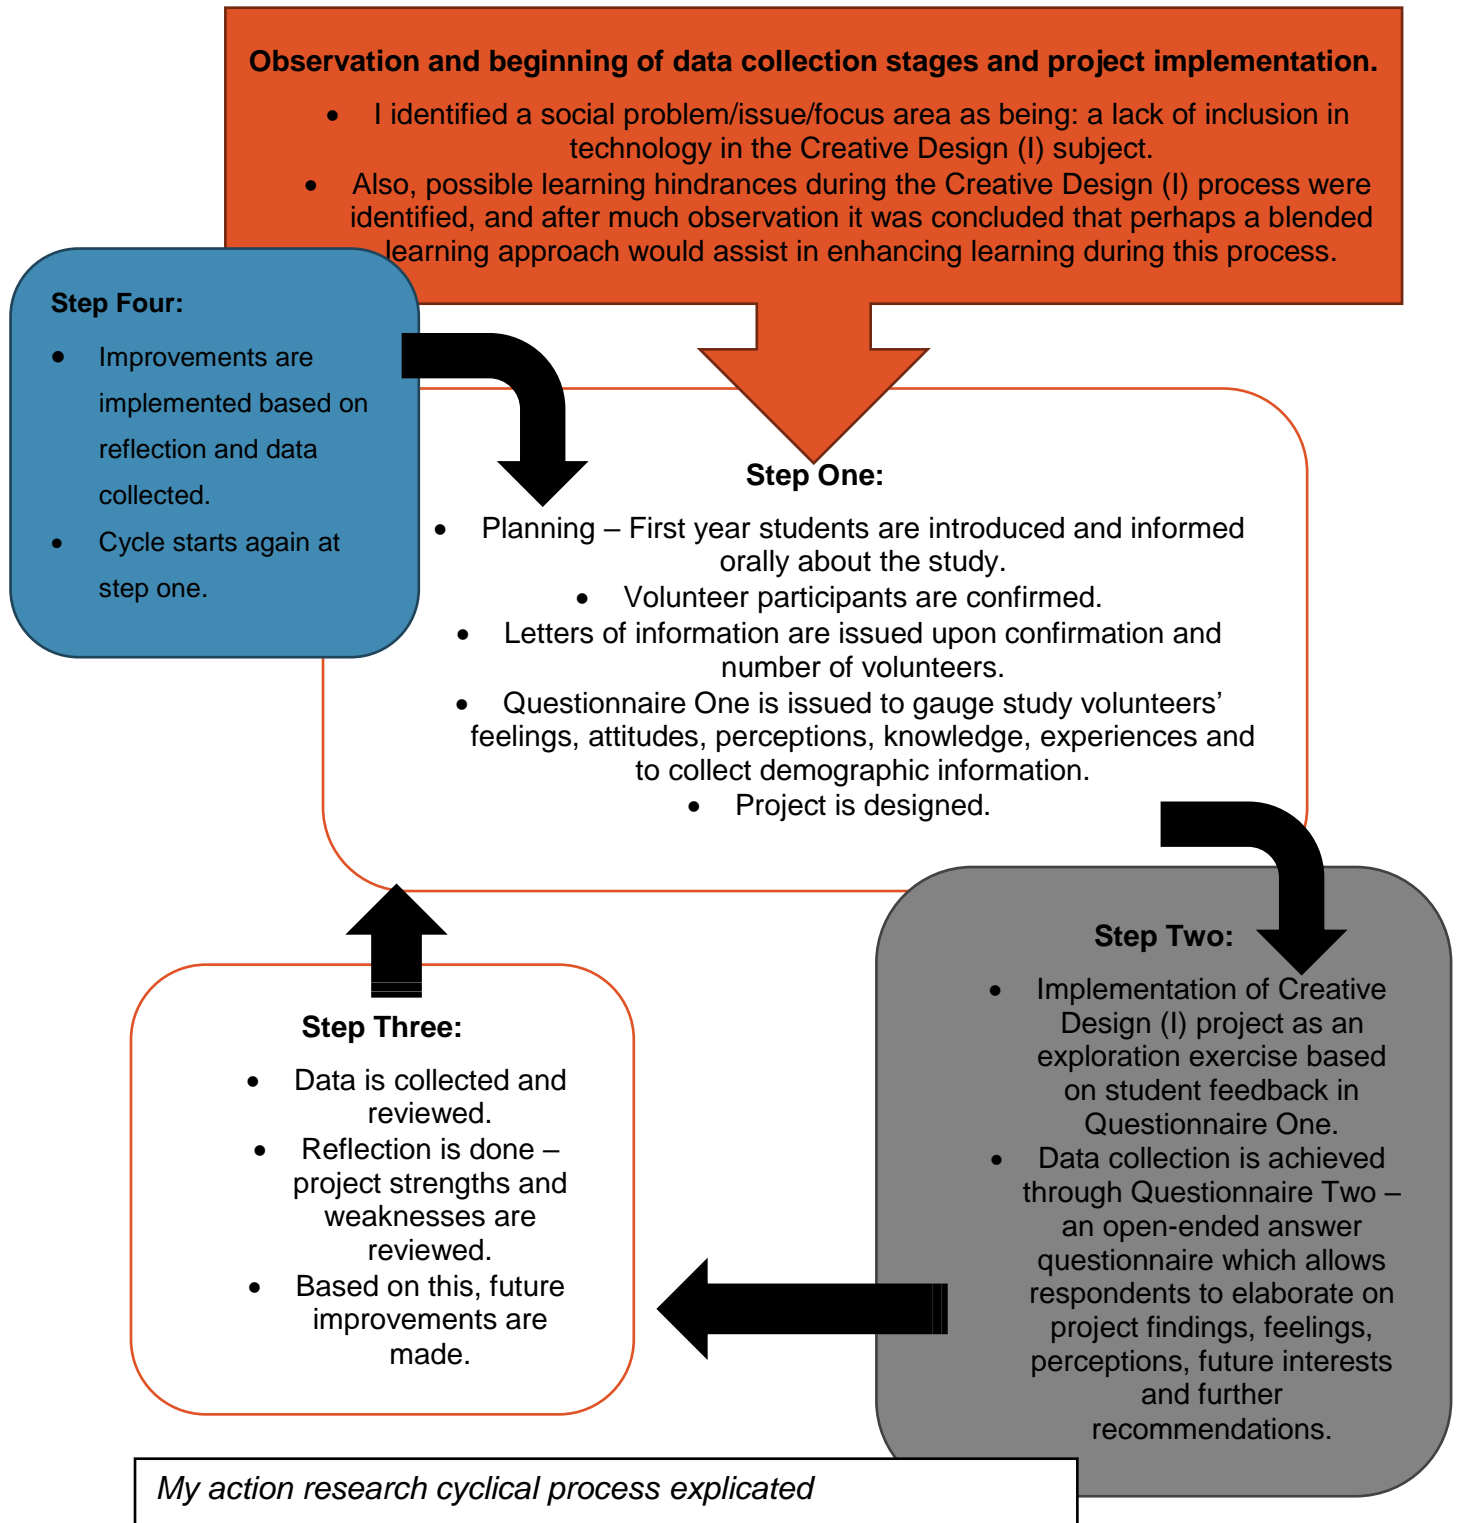 Observation and beginning of data collection stages and project implementation.
• I identified a social problem/issue/focus area as being: a lack of inclusion in
technology in the Creative Design (I) subject.
• Also, possible learning hindrances during the Creative Design (I) process were
identified, and after much observation it was concluded that perhaps a blended
learning approach would assist in enhancing learning during this process.
Step Four:
• Improvements are
implemented based on
reflection and data
collected.
• Cycle starts again at
step one.
Step One:
• Planning – First year students are introduced and informed
orally about the study.
• Volunteer participants are confirmed.
• Letters of information are issued upon confirmation and
number of volunteers.
• Questionnaire One is issued to gauge study volunteers’
feelings, attitudes, perceptions, knowledge, experiences and
to collect demographic information.
• Project is designed.
Step Two:
• Implementation of Creative
Design (I) project as an
exploration exercise based
on student feedback in
Questionnaire One.
• Data collection is achieved
through Questionnaire Two –
an open-ended answer
questionnaire which allows
respondents to elaborate on
project findings, feelings,
perceptions, future interests
and further
recommendations.
Step Three:
• Data is collected and
reviewed.
• Reflection is done –
project strengths and
weaknesses are
reviewed.
• Based on this, future
improvements are
made.
My action research cyclical process explicated